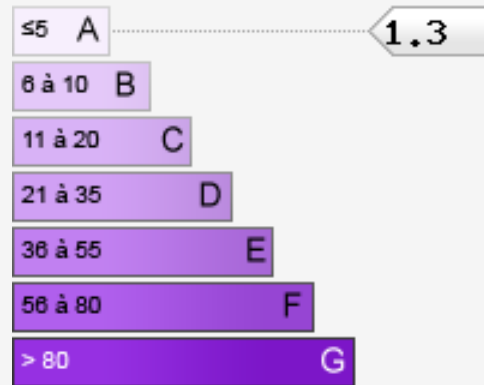 ≤5 A 1.3
6 à 10 B
11 à 20 C
21 à 35 D
36 à 55 E
56 à 80 F
> 80 G